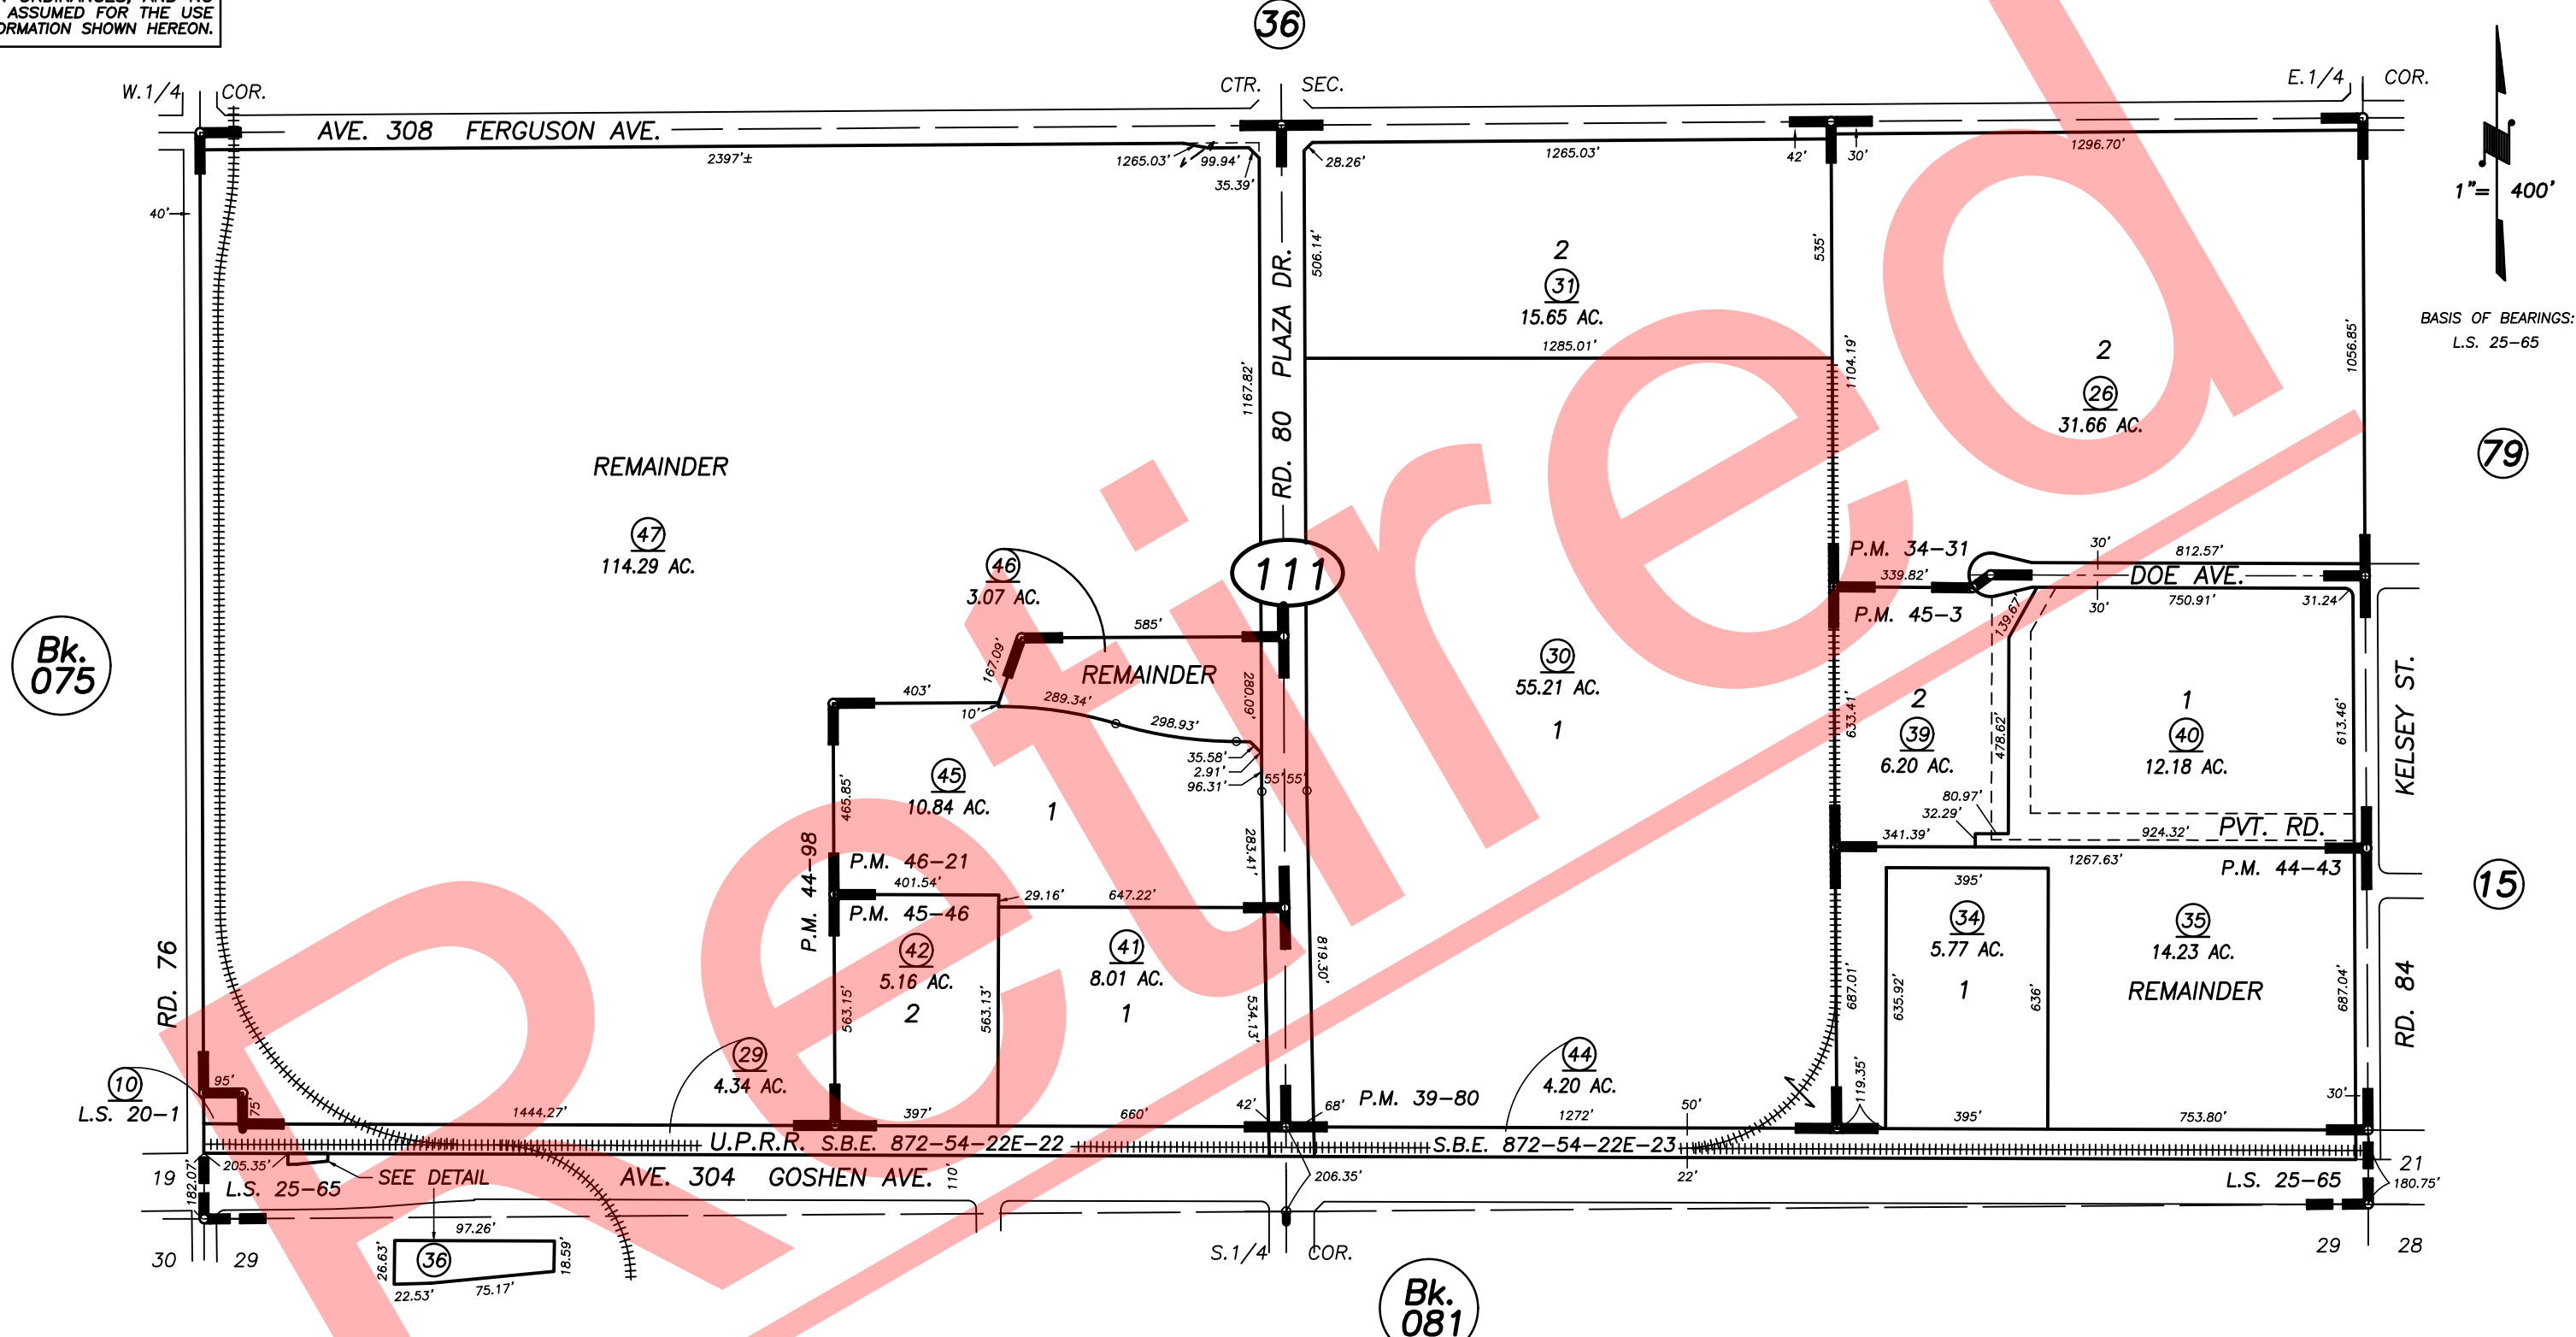 ORDINANCES, AND NO
ASSUMED FOR THE USE
SHOWN HEREON.
36
W.1/4 COR.
CTR. SEC.
E.1/4 COR.
AVE. 308 FERGUSON AVE.
2397'±
1265.03'
99.94'
35.39'
28.26'
1265.03'
42'
30'
1296.70'
1"= 400'
BASIS OF BEARINGS:
L.S. 25-65
40'
RD. 80 PLAZA DR.
506.14'
1167.82'
2
31
15.65 AC.
1285.01'
535'
1104.19'
2
26
31.66 AC.
1056.85'
79
REMAINDER
47
114.29 AC.
46
3.07 AC.
111
585'
REMAINDER
167.09'
403'
10'
289.34'
298.93'
280.09'
35.58'
2.91'
96.31'
55' 55'
30
55.21 AC.
1
P.M. 34-31
339.82'
P.M. 45-3
30'
812.57'
DOE AVE.
30'
750.91'
31.24
139.67'
Bk.
075
45
10.84 AC.
1
465.85'
P.M. 44-98
P.M. 46-21
401.54'
P.M. 45-46
29.16'
647.22'
283.41'
633.41'
2
39
6.20 AC.
478.62'
1
40
12.18 AC.
613.46'
KELSEY ST.
80.97'
32.29'
341.39'
924.32'
PVT. RD.
1267.63'
P.M. 44-43
15
42
5.16 AC.
2
563.15'
563.13'
41
8.01 AC.
1
534.13'
819.30'
687.01'
395'
34
5.77 AC.
1
635.92'
636'
35
14.23 AC.
REMAINDER
687.04'
RD. 84
RD. 76
10
L.S. 20-1
95'
75'
29
4.34 AC.
44
4.20 AC.
119.35'
1444.27'
397'
660'
42'
68'
P.M. 39-80
1272'
50'
395'
753.80'
30'
U.P.R.R. S.B.E. 872-54-22E-22
S.B.E. 872-54-22E-23
19
182.07'
205.35'
L.S. 25-65
SEE DETAIL
AVE. 304 GOSHEN AVE.
110'
206.35'
22'
L.S. 25-65
21
180.75'
30
29
97.26'
26.63'
36
18.59'
22.53'
75.17'
S.1/4 COR.
29
28
Bk.
081
Retired